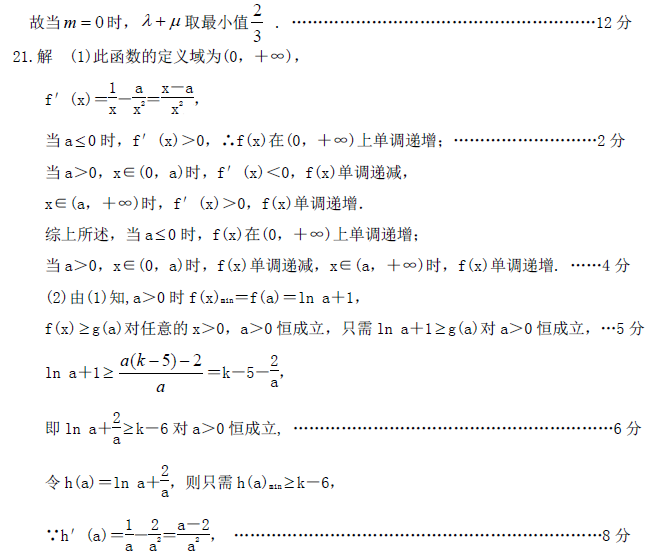 故当m=0时，λ+μ取最小值2/3．……………………………………………………12 分
21.解　(1)此函数的定义域为(0，+∞)，
f′(x)=1/x-a/x²=(x-a)/x²，
当a≤0时，f′(x)>0，∴f(x)在(0，+∞)上单调递增；………………………2 分
当a>0，x∈(0，a)时，f′(x)<0，f(x)单调递减，
x∈(a，+∞)时，f′(x)>0，f(x)单调递增．
综上所述，当a≤0时，f(x)在(0，+∞)上单调递增；
当a>0，x∈(0，a)时，f(x)单调递减，x∈(a，+∞)时，f(x)单调递增．……4 分
(2)由(1)知,a>0时f(x)min=f(a)=ln a+1，
f(x)≥g(a)对任意的x>0，a>0恒成立，只需ln a+1≥g(a)对a>0恒成立，…5 分
ln a+1≥(a(k-5)-2)/a=k-5-2/a，
即ln a+2/a≥k-6对a>0恒成立,………………………………………………………6 分
令h(a)=ln a+2/a，则只需h(a)min≥k-6，
∵h′(a)=1/a-2/a²=(a-2)/a²，………………………………………………………………8 分